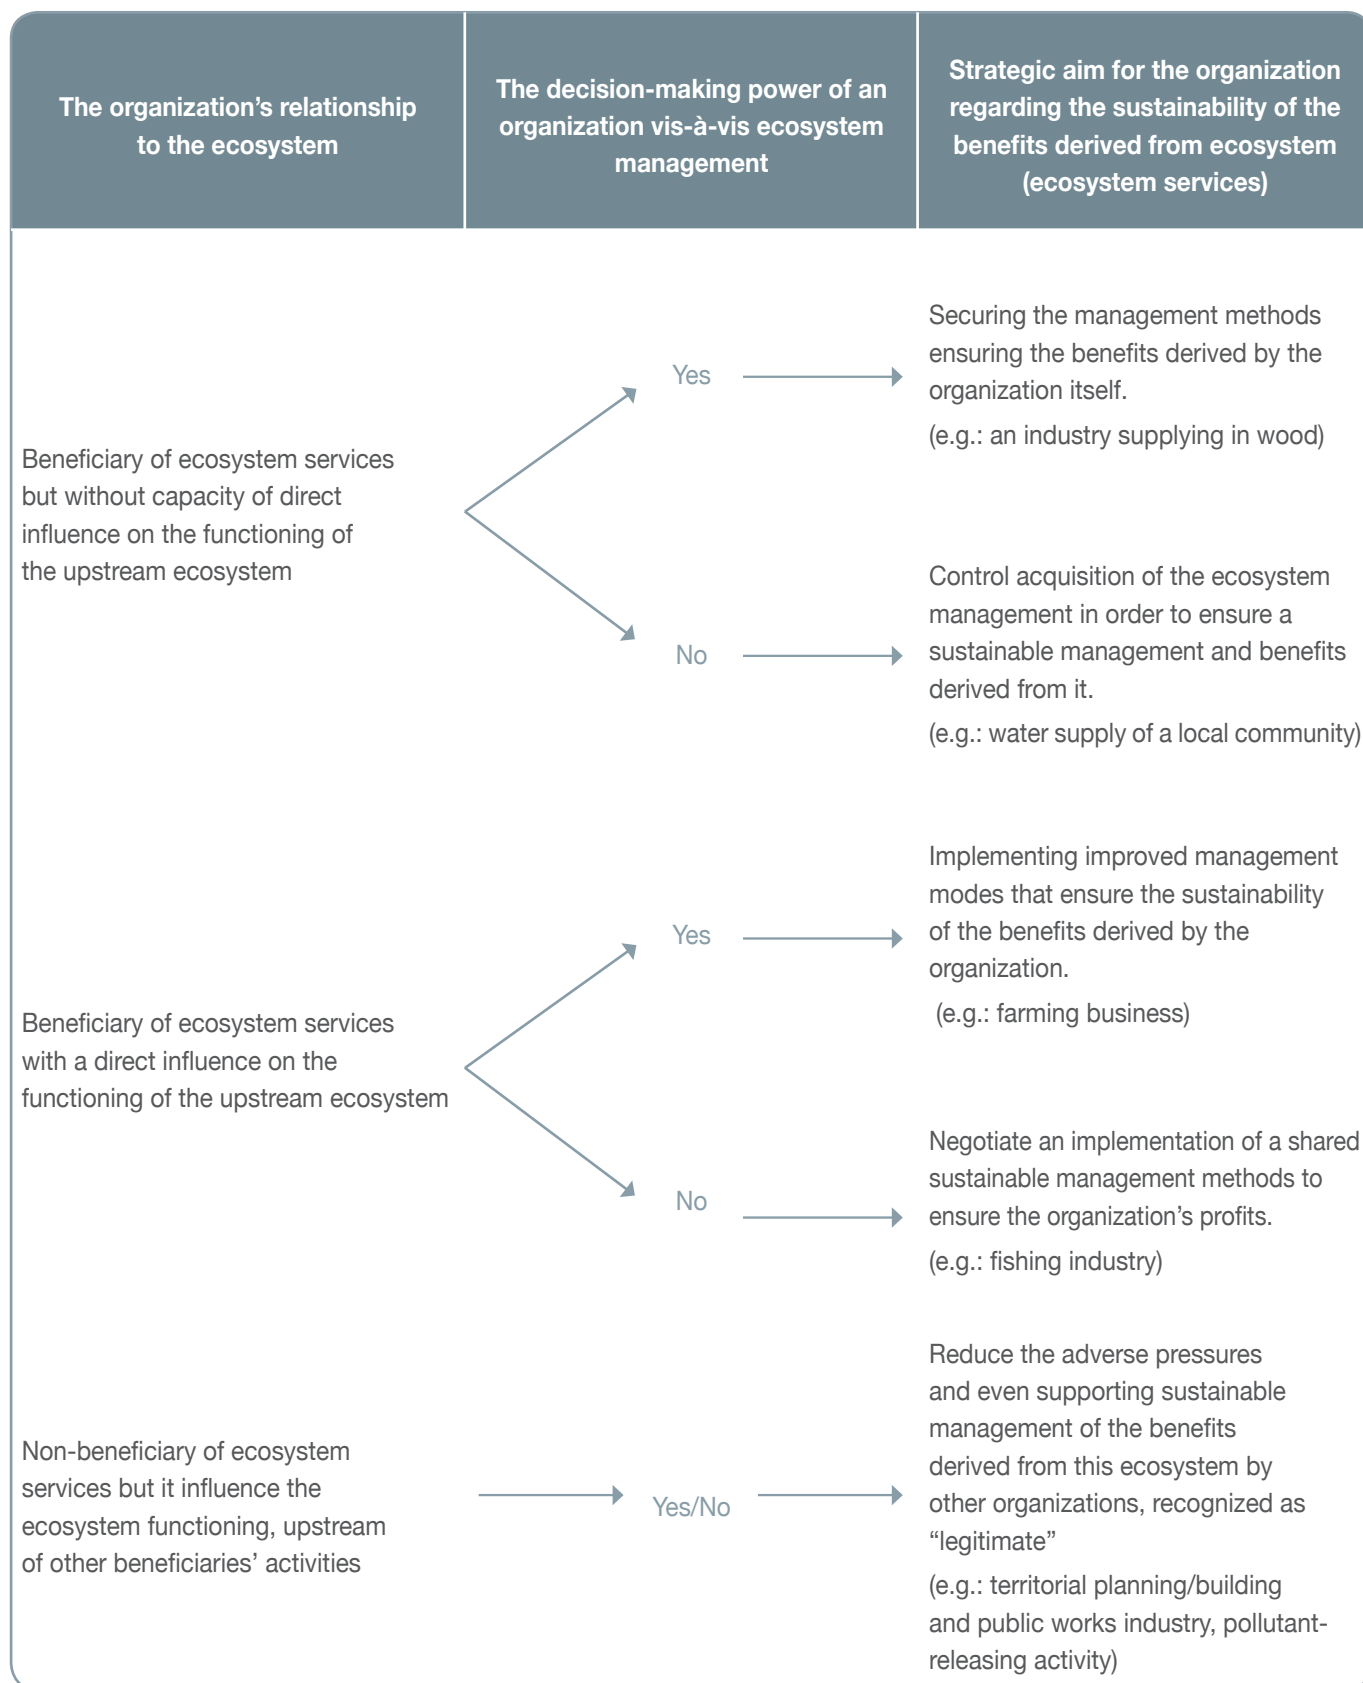 The organization's relationship
to the ecosystem
The decision-making power of an
organization vis-à-vis ecosystem
management
Strategic aim for the organization
regarding the sustainability of the
benefits derived from ecosystem
(ecosystem services)
Beneficiary of ecosystem services
but without capacity of direct
influence on the functioning of
the upstream ecosystem
Yes
Securing the management methods
ensuring the benefits derived by the
organization itself.
(e.g.: an industry supplying in wood)
No
Control acquisition of the ecosystem
management in order to ensure a
sustainable management and benefits
derived from it.
(e.g.: water supply of a local community)
Beneficiary of ecosystem services
with a direct influence on the
functioning of the upstream ecosystem
Yes
Implementing improved management
modes that ensure the sustainability
of the benefits derived by the
organization.
(e.g.: farming business)
No
Negotiate an implementation of a shared
sustainable management methods to
ensure the organization's profits.
(e.g.: fishing industry)
Non-beneficiary of ecosystem
services but it influence the
ecosystem functioning, upstream
of other beneficiaries' activities
Yes/No
Reduce the adverse pressures
and even supporting sustainable
management of the benefits
derived from this ecosystem by
other organizations, recognized as
“legitimate”
(e.g.: territorial planning/building
and public works industry, pollutant-
releasing activity)